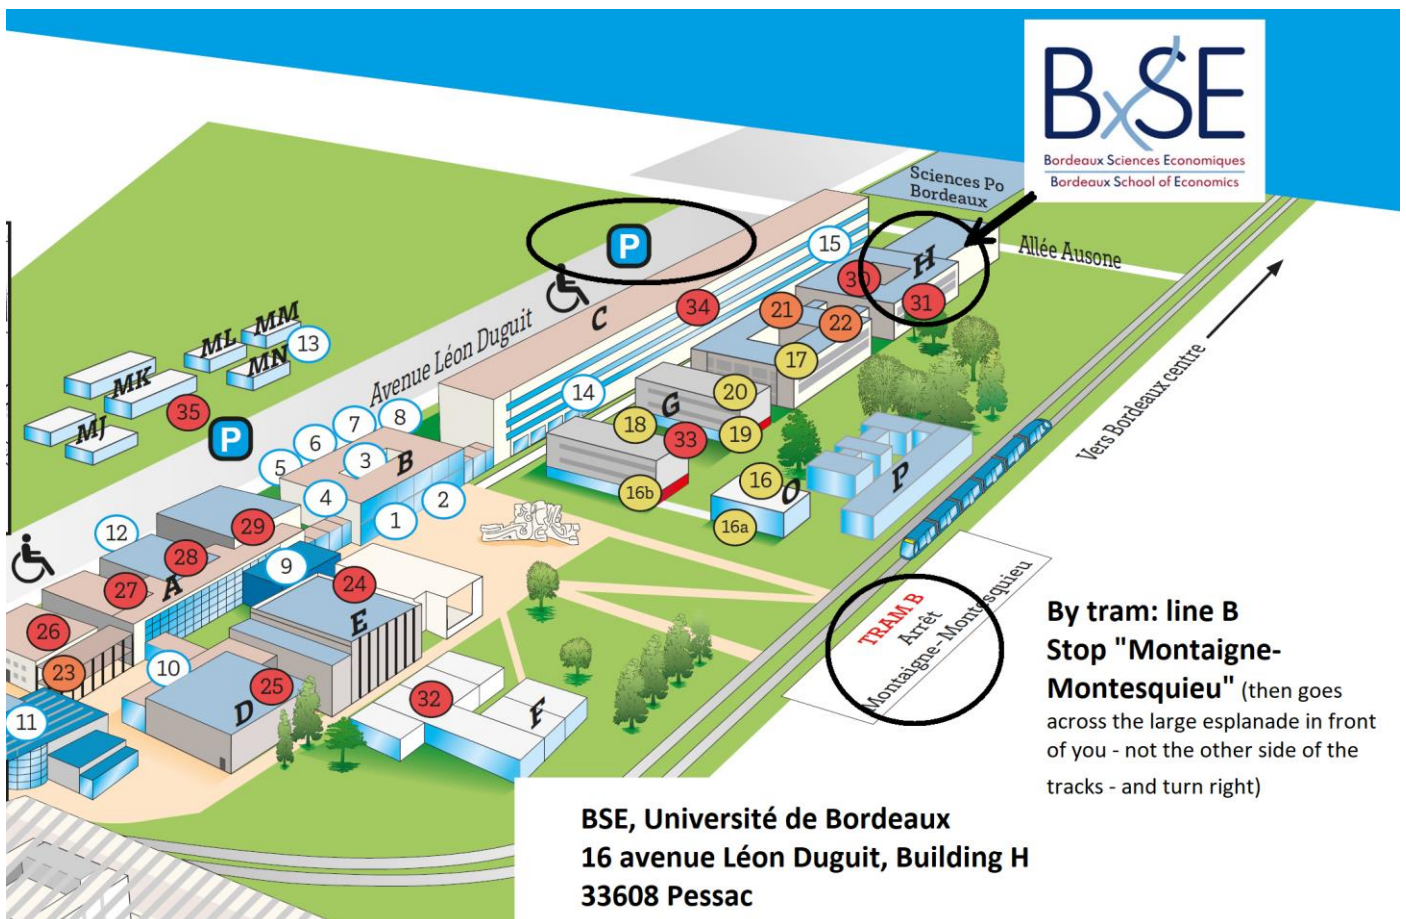 BxSE
Bordeaux Sciences Economiques
Bordeaux School of Economics
Sciences Po
Bordeaux
Allée Ausone
P
15
H
30
31
C
34
21
22
17
Avenue Léon Duguit
MM
ML
13
MN
MK
35
MJ
P
14
20
G
18
33
19
8
7
6
5
3
B
4
2
1
16
O
16b
16a
P
Vers Bordeaux centre
12
29
28
9
27
A
24
E
26
23
10
25
D
11
32
F
TRAM B
Arrêt
Montaigne-Montesquieu
By tram: line B
Stop "Montaigne-
Montesquieu" (then goes
across the large esplanade in front
of you - not the other side of the
tracks - and turn right)
BSE, Université de Bordeaux
16 avenue Léon Duguit, Building H
33608 Pessac